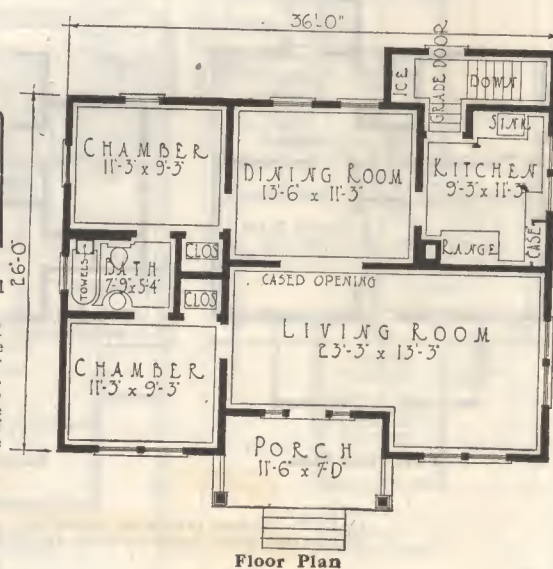 36'-0"
ICE
GRADE DOOR
DOWN
SINK
CHAMBER
11'-3" x 9'-3"
DINING ROOM
13'-6" x 11'-3"
KITCHEN
9'-3" x 11'-3"
26'-0"
TOWELS
BATH
7'-9" x 5'-4"
CLOS
RANGE
CASE
CLOS
CASED OPENING
LIVING ROOM
23'-3" x 13'-3"
CHAMBER
11'-3" x 9'-3"
PORCH
11'-6" x 7'-0"
Floor Plan